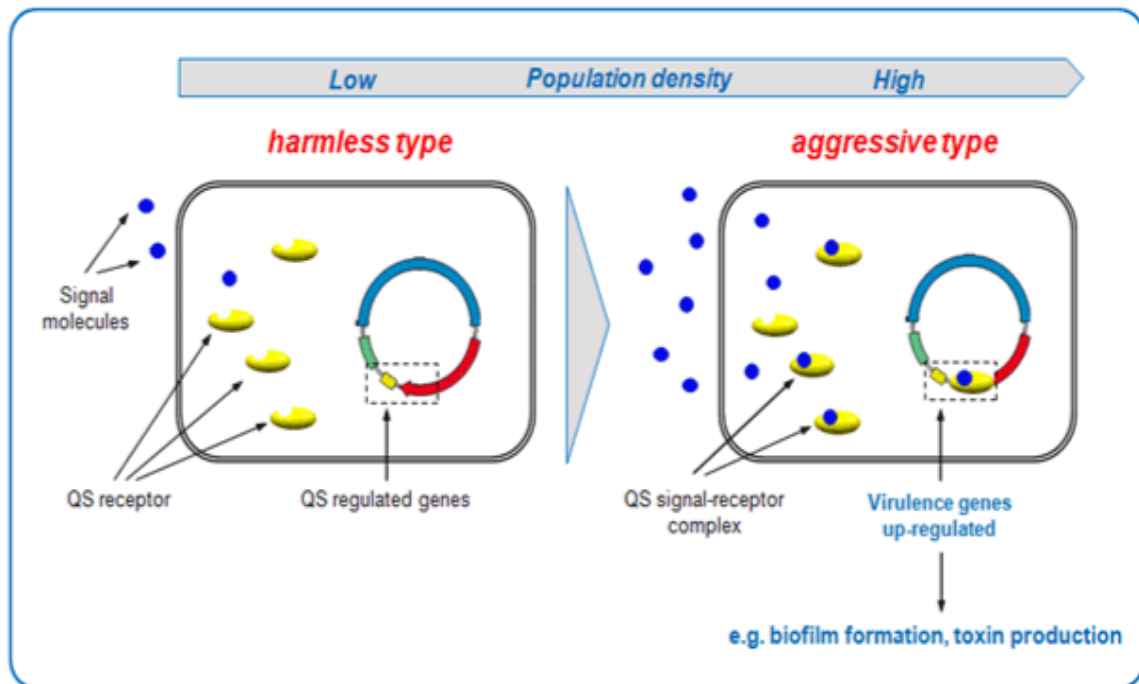 Low Population density High
harmless type
aggressive type
Signal
molecules
QS receptor
QS regulated genes
QS signal-receptor
complex
Virulence genes
up-regulated
e.g. biofilm formation, toxin production